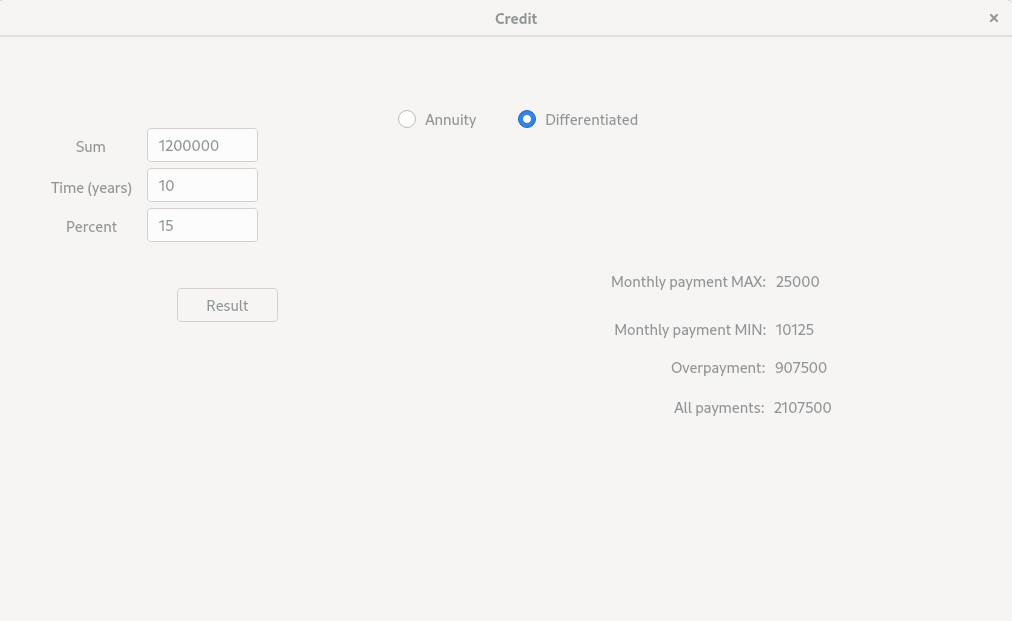 Credit
Annuity Differentiated
Sum 1200000
Time (years) 10
Percent 15
Monthly payment MAX: 25000
Result
Monthly payment MIN: 10125
Overpayment: 907500
All payments: 2107500